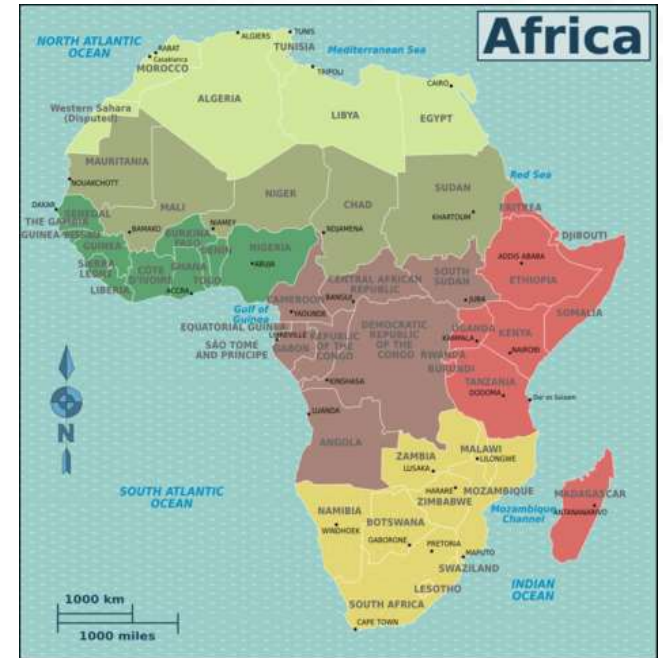 Africa
NORTH ATLANTIC
OCEAN
RABAT
Casablanca
MOROCCO
ALGIERS
TUNIS
TUNISIA
Mediterranean Sea
TRIPOLI
CAIRO
ALGERIA
LIBYA
EGYPT
Western Sahara
(Disputed)
MAURITANIA
NOUAKCHOTT
MALI
NIGER
CHAD
SUDAN
KHARTOUM
Red Sea
ERITREA
DJIBOUTI
DAKAR
SENEGAL
THE GAMBIA
GUINEA-BISSAU
GUINEA
SIERRA
LEONE
LIBERIA
BAMAKO
BURKINA
FASO
NIAMEY
COTE
D'IVOIRE
GHANA
ACCRA
TOGO
BENIN
NIGERIA
ABUJA
NDJAMENA
ADDIS ABABA
ETHIOPIA
SOMALIA
CENTRAL AFRICAN
REPUBLIC
SOUTH
SUDAN
JUBA
CAMEROON
BANGUI
YAOUNDE
Gulf of
Guinea
EQUATORIAL GUINEA
LIBREVILLE
SÃO TOME
AND PRINCIPE
GABON
REPUBLIC
OF THE
CONGO
DEMOCRATIC
REPUBLIC
OF THE
CONGO
UGANDA
KAMPALA
KENYA
NAIROBI
RWANDA
BURUNDI
KINSHASA
TANZANIA
DODOMA
Dar es Salaam
LUANDA
ANGOLA
ZAMBIA
LUSAKA
MALAWI
LILONGWE
HARARE
ZIMBABWE
MOZAMBIQUE
Mozambique
Channel
MADAGASCAR
ANTANANARIVO
N
SOUTH ATLANTIC
OCEAN
NAMIBIA
WINDHOEK
BOTSWANA
GABORONE
PRETORIA
MAPUTO
SWAZILAND
LESOTHO
SOUTH AFRICA
CAPE TOWN
INDIAN
OCEAN
1000 km
1000 miles